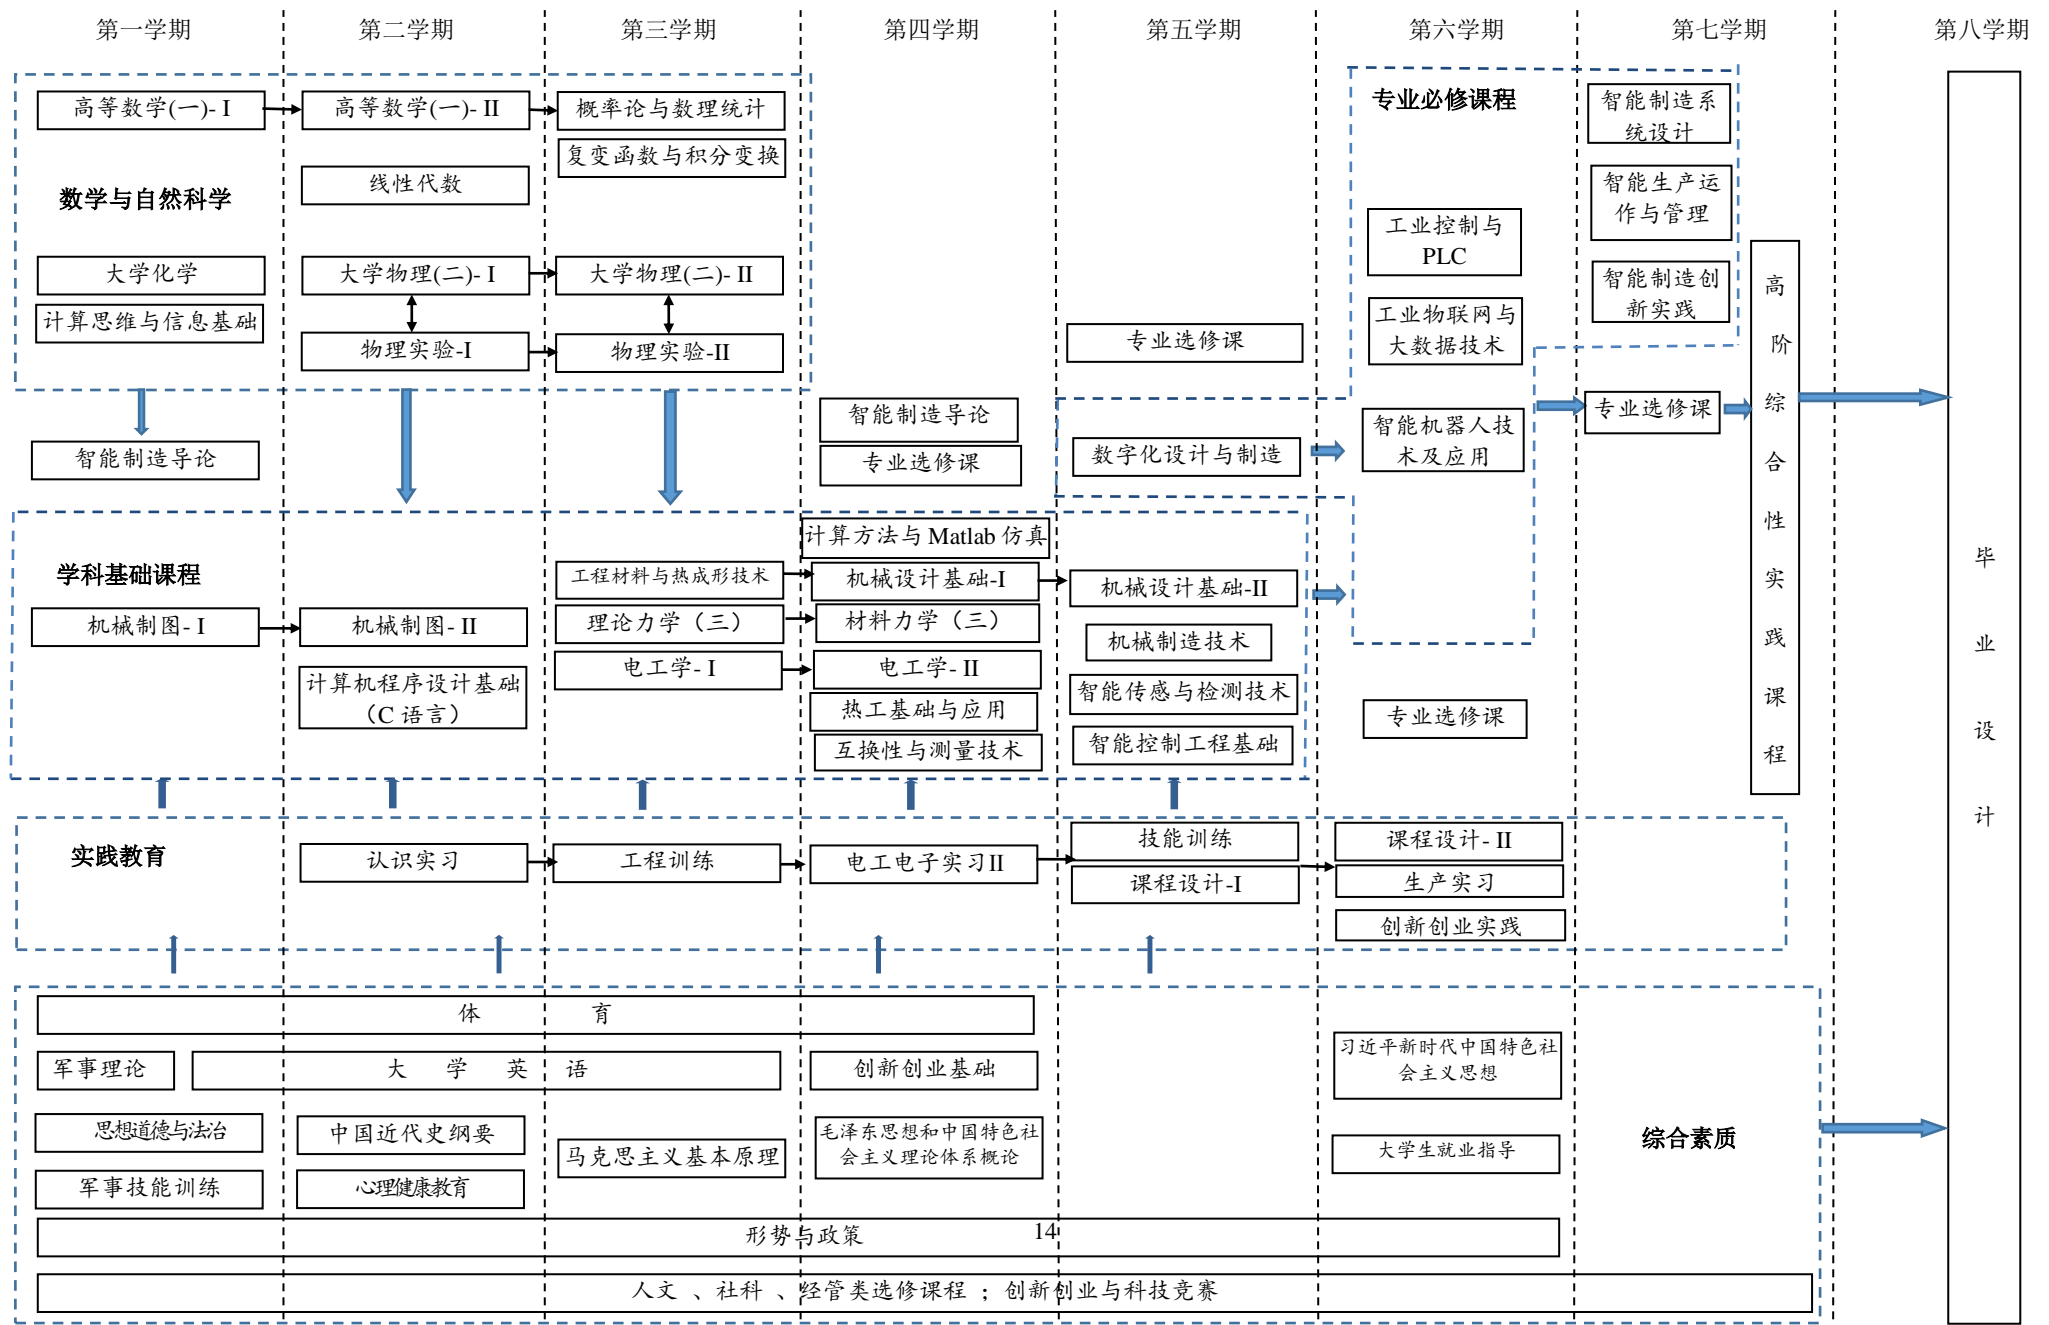 第一学期
第二学期
第三学期
第四学期
第五学期
第六学期
第七学期
第八学期
高等数学(一)- I
高等数学(一)- II
概率论与数理统计
复变函数与积分变换
线性代数
数学与自然科学
大学化学
大学物理(二)- I
大学物理(二)- II
计算思维与信息基础
物理实验-I
物理实验-II
专业必修课程
智能制造系
统设计
智能生产运
作与管理
智能制造创
新实践
工业控制与
PLC
工业物联网与
大数据技术
专业选修课
智能制造导论
智能制造导论
专业选修课
数字化设计与制造
智能机器人技
术及应用
专业选修课
高
阶
综
合
性
实
践
课
程
毕
业
设
计
学科基础课程
机械制图- I
机械制图- II
计算机程序设计基础
（C 语言）
工程材料与热成形技术
理论力学（三）
电工学- I
计算方法与 Matlab 仿真
机械设计基础-I
材料力学（三）
电工学- II
热工基础与应用
互换性与测量技术
机械设计基础-II
机械制造技术
智能传感与检测技术
智能控制工程基础
专业选修课
实践教育
认识实习
工程训练
电工电子实习II
技能训练
课程设计-I
课程设计- II
生产实习
创新创业实践
体 育
军事理论
大 学 英 语
创新创业基础
习近平新时代中国特色社
会主义思想
思想道德与法治
中国近代史纲要
马克思主义基本原理
毛泽东思想和中国特色社
会主义理论体系概论
大学生就业指导
综合素质
军事技能训练
心理健康教育
形势与政策
14
人文 、社科 、经管类选修课程 ；创新创业与科技竞赛